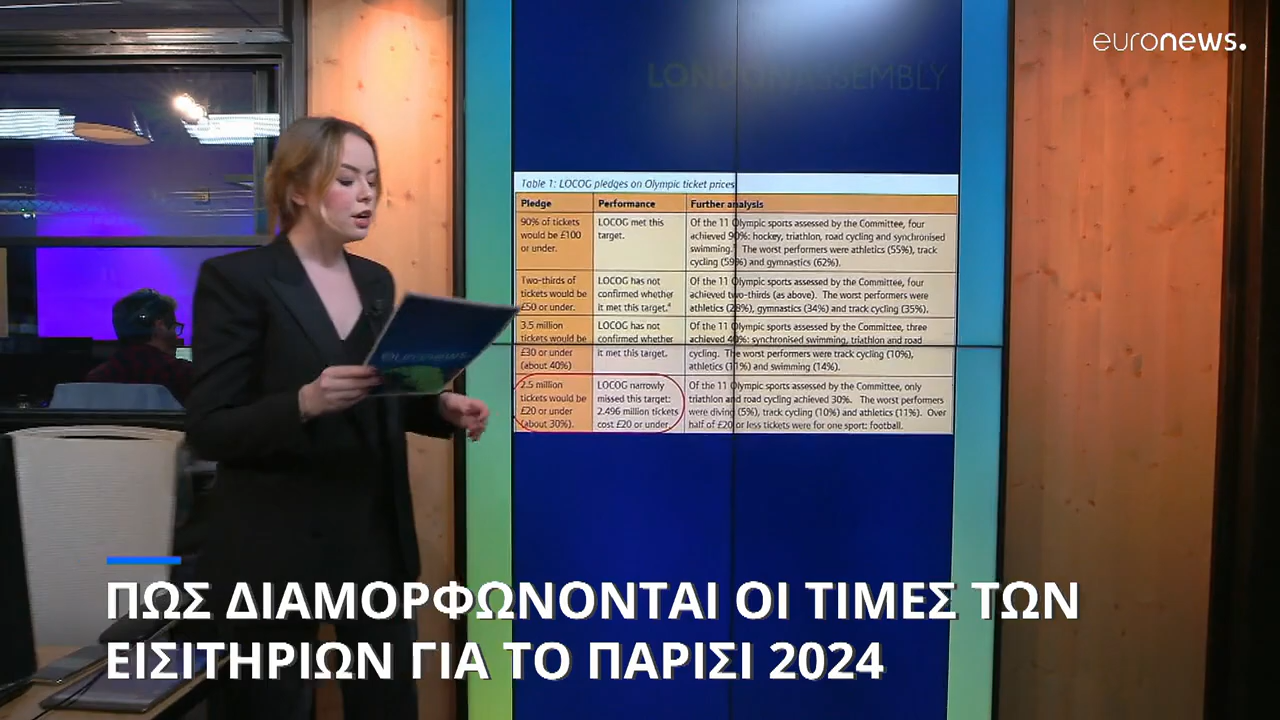 euronews.
LONDONASSEMBLY
Table 1: LOCOG pledges on Olympic ticket prices
Pledge
Performance
Further analysis
90% of tickets
would be £100
or under.
LOCOG met this
target.
Of the 11 Olympic sports assessed by the Committee, four
achieved 90%: hockey, triathlon, road cycling and synchronised
swimming. The worst performers were athletics (55%), track
cycling (59%) and gymnastics (62%).
Two-thirds of
tickets would be
£50 or under.
LOCOG has not
confirmed whether
it met this target.
Of the 11 Olympic sports assessed by the Committee, four
achieved two-thirds (as above). The worst performers were
athletics (28%), gymnastics (34%) and track cycling (35%).
3.5 million
tickets would be
£30 or under
(about 40%)
LOCOG has not
confirmed whether
it met this target.
Of the 11 Olympic sports assessed by the Committee, three
achieved 40%: synchronised swimming, triathlon and road
cycling. The worst performers were track cycling (10%),
athletics (11%) and swimming (14%).
2.5 million
tickets would be
£20 or under
(about 30%).
LOCOG narrowly
missed this target:
2.496 million tickets
cost £20 or under.
Of the 11 Olympic sports assessed by the Committee, only
triathlon and road cycling achieved 30%. The worst performers
were diving (5%), track cycling (10%) and athletics (11%). Over
half of £20 or less tickets were for one sport: football.
euronews.
ΠΩΣ ΔΙΑΜΟΡΦΩΝΟΝΤΑΙ ΟΙ ΤΙΜΕΣ ΤΩΝ
ΕΙΣΙΤΗΡΙΩΝ ΓΙΑ ΤΟ ΠΑΡΙΣΙ 2024